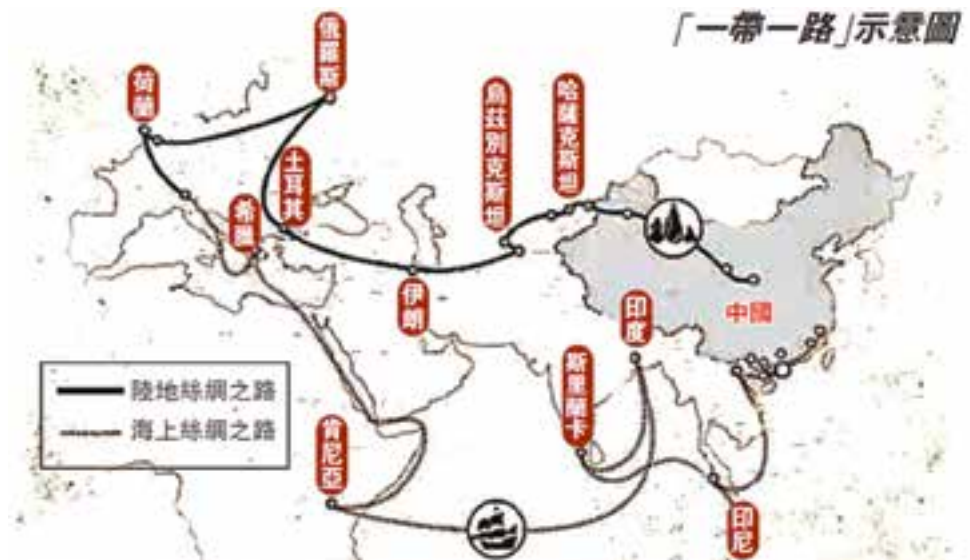 「一帶一路」示意圖
俄羅斯
荷蘭
烏茲別克斯坦
哈薩克斯坦
土耳其
希臘
伊朗
中國
印度
斯里蘭卡
陸地絲綢之路
海上絲綢之路
肯尼亞
印尼